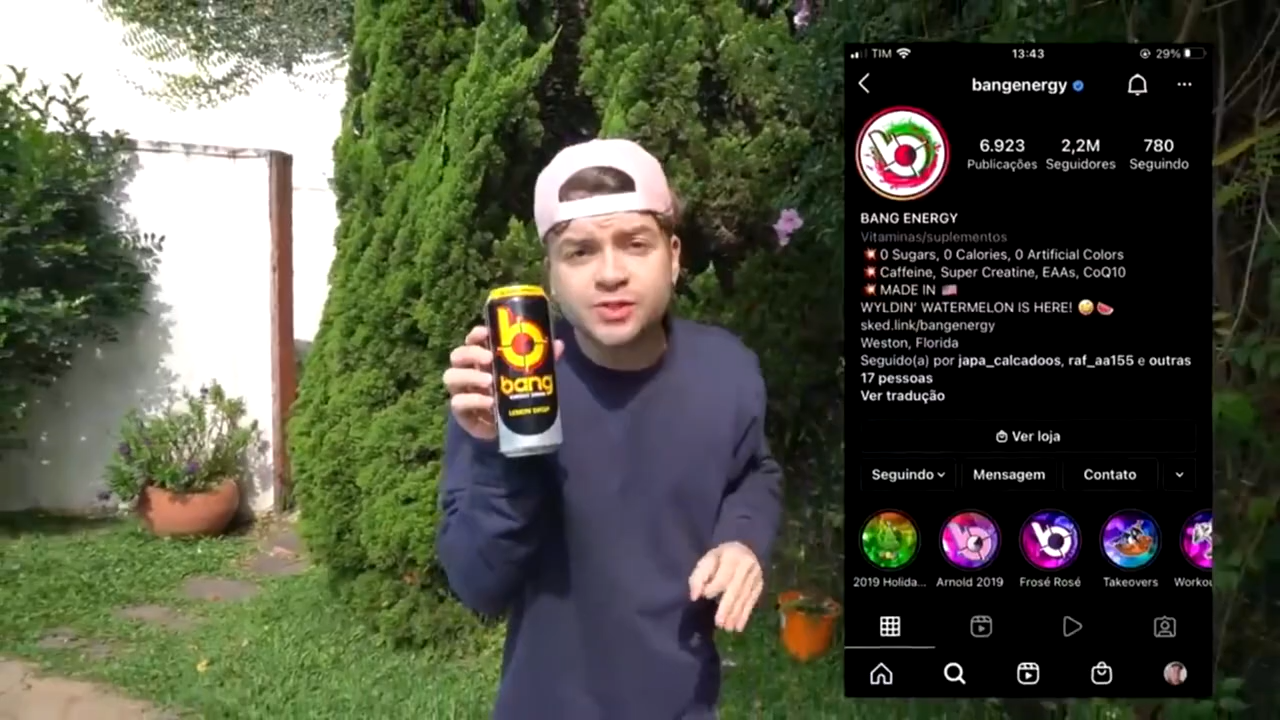 bang
LEMON DROP
TIM 13:43 29%
bangenergy
6.923 2,2M 780
Publicações Seguidores Seguindo
BANG ENERGY
Vitaminas/suplementos
💥0 Sugars, 0 Calories, 0 Artificial Colors
💥Caffeine, Super Creatine, EAAs, CoQ10
💥MADE IN 🇺🇸
WYLDIN' WATERMELON IS HERE! 🤪🍉
sked.link/bangenergy
Weston, Florida
Seguido(a) por japa_calcadoos, raf_aa155 e outras
17 pessoas
Ver tradução
Ver loja
Seguindo Mensagem Contato
2019 Holida... Arnold 2019 Frosé Rosé Takeovers Workou